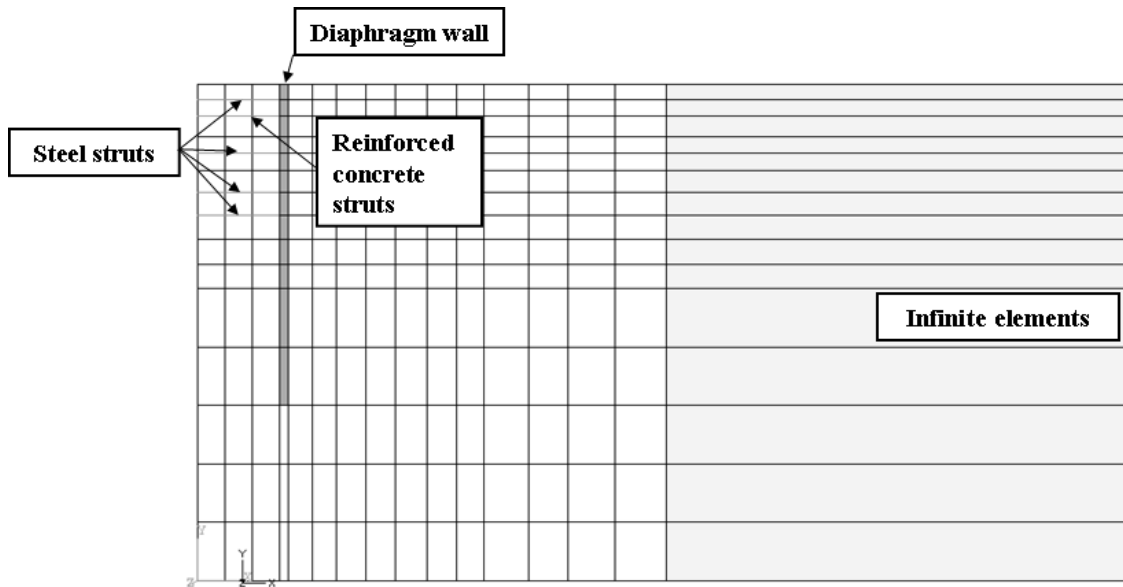 Diaphragm wall
Steel struts
Reinforced
concrete
struts
Infinite elements
Y
Y
Z
Z
X